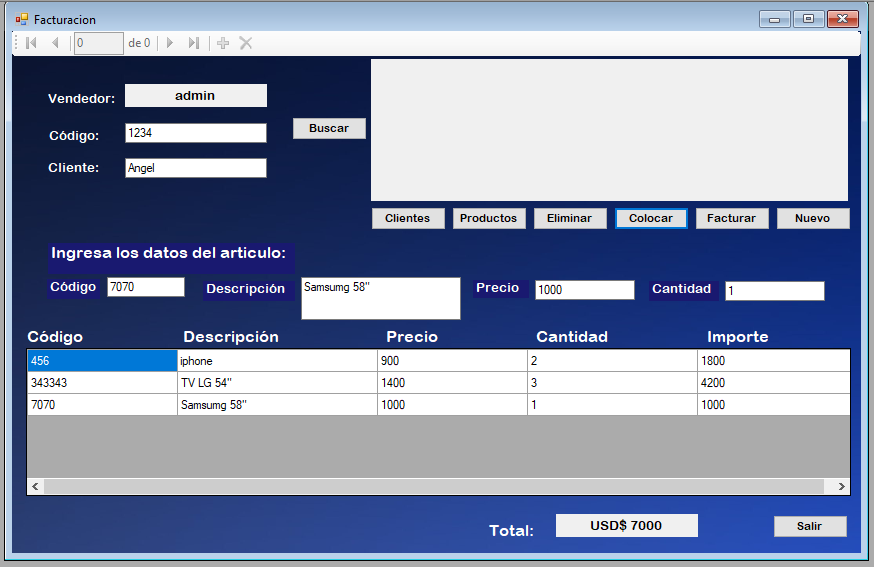 Facturacion
0 de 0
Vendedor: admin
Código: 1234 Buscar
Cliente: Angel
Clientes Productos Eliminar Colocar Facturar Nuevo
Ingresa los datos del articulo:
Código 7070 Descripción Samsumg 58" Precio 1000 Cantidad 1
Código Descripción Precio Cantidad Importe
456 iphone 900 2 1800
343343 TV LG 54" 1400 3 4200
7070 Samsumg 58" 1000 1 1000
Total: USD$ 7000 Salir